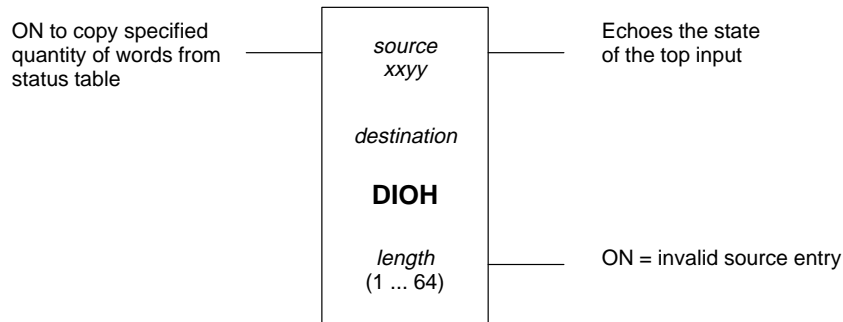 ON to copy specified
quantity of words from
status table
source
xxyy
Echoes the state
of the top input
destination
DIOH
length
(1 ... 64)
ON = invalid source entry